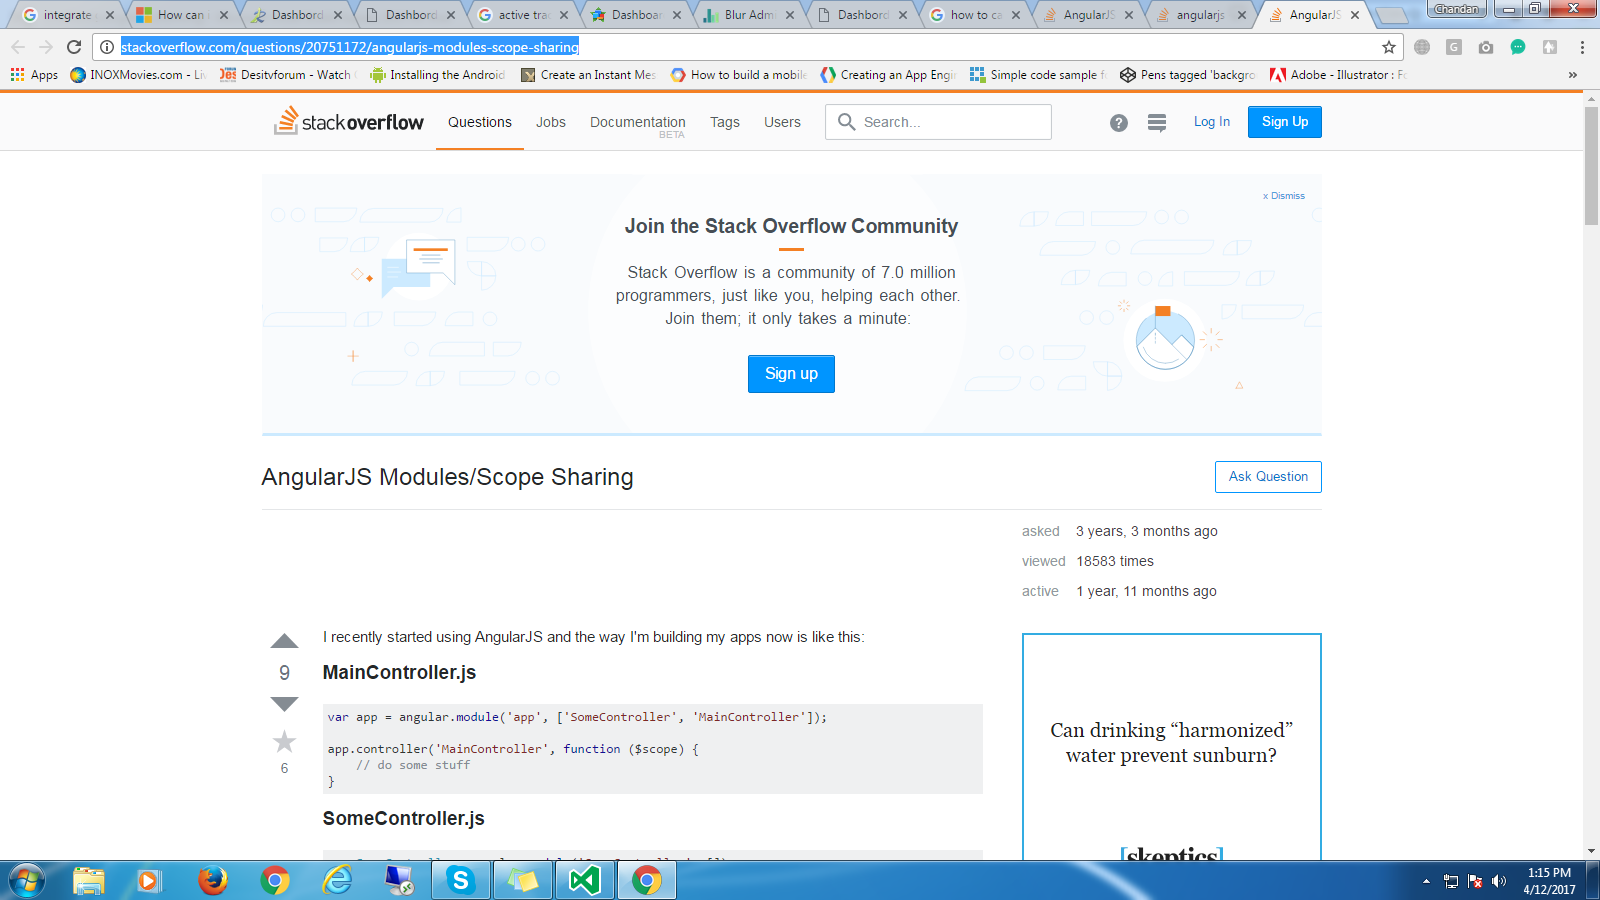 integrate
How can i
Dashbord
Dashbord
active tra
Dashboar
Blur Adm
Dashbord
how to ca
AngularJS
angularjs
AngularJS
Chandan
stackoverflow.com/questions/20751172/angularjs-modules-scope-sharing
Apps
INOXMovies.com - Liv
Desitvforum - Watch
Installing the Android
Create an Instant Mes
How to build a mobile
Creating an App Engi
Simple code sample f
Pens tagged 'backgro
Adobe - Illustrator : Fo
»
stackoverflow
Questions
Jobs
Documentation
BETA
Tags
Users
Search...
?
Log In
Sign Up
x Dismiss
Join the Stack Overflow Community
Stack Overflow is a community of 7.0 million
programmers, just like you, helping each other.
Join them; it only takes a minute:
Sign up
AngularJS Modules/Scope Sharing
Ask Question
asked 3 years, 3 months ago
viewed 18583 times
active 1 year, 11 months ago
9
6
I recently started using AngularJS and the way I'm building my apps now is like this:
MainController.js
var app = angular.module('app', ['SomeController', 'MainController']);
app.controller('MainController', function ($scope) {
// do some stuff
}
SomeController.js
Can drinking “harmonized”
water prevent sunburn?
[skeptics]
1:15 PM
4/12/2017